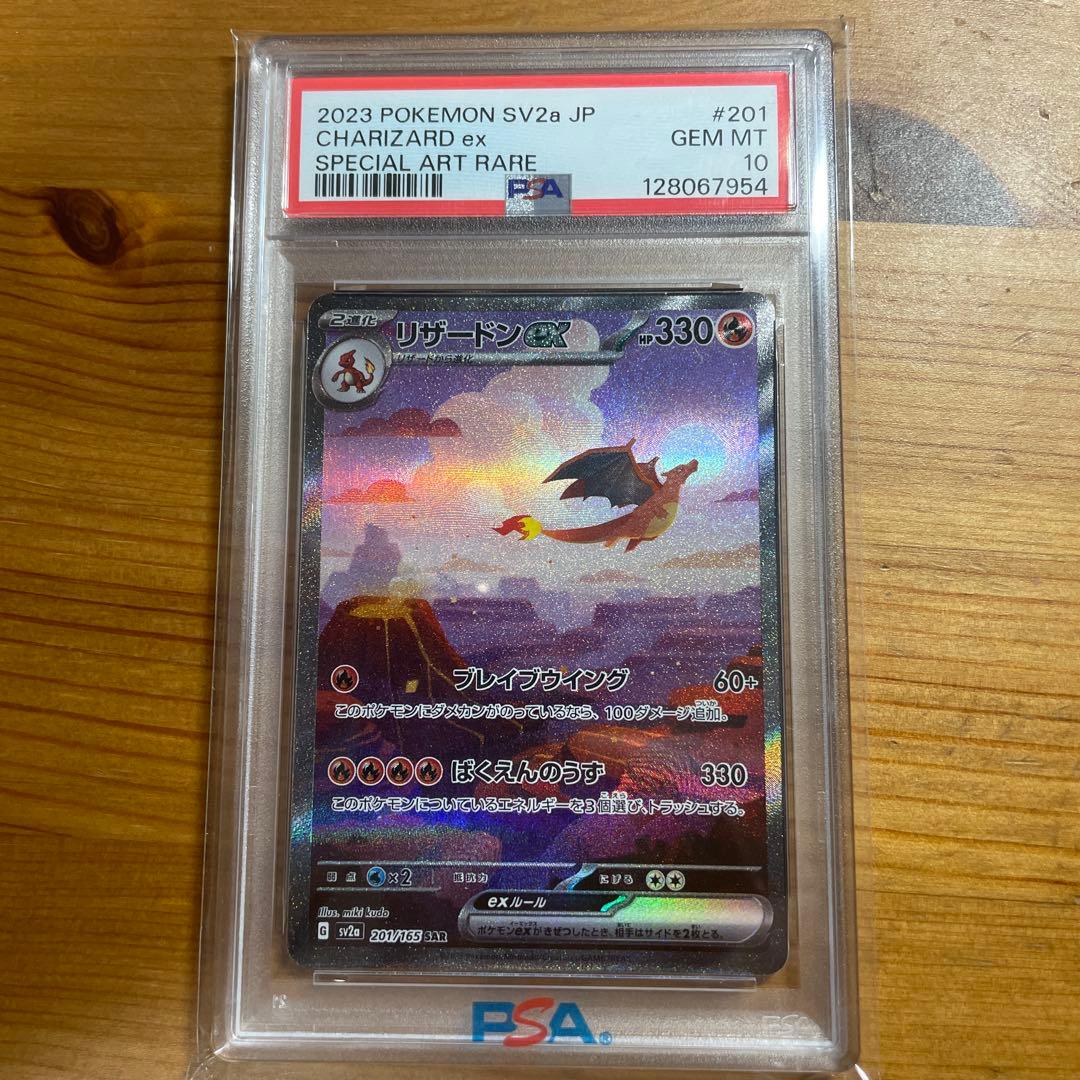 2023 POKEMON SV2a JP #201
CHARIZARD ex GEM MT
SPECIAL ART RARE 10
PSA 128067954
2進化 リザードンex HP330
リザードから進化
ブレイブウイング 60+
このポケモンにダメカンがのっているなら、100ダメージ追加。
ばくえんのうず 330
このポケモンについているエネルギーを3個選び、トラッシュする。
弱点 ×2 抵抗力 にげる
exルール
Illus. miki kudo
ポケモンexがきぜつしたとき、相手はサイドを2枚とる。
G sv2a 201/165 SAR
PSA